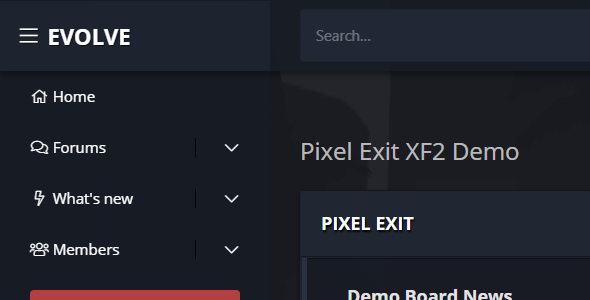 EVOLVE
Search...
Home
Forums
What's new
Members
Pixel Exit XF2 Demo
PIXEL EXIT
Demo Board News